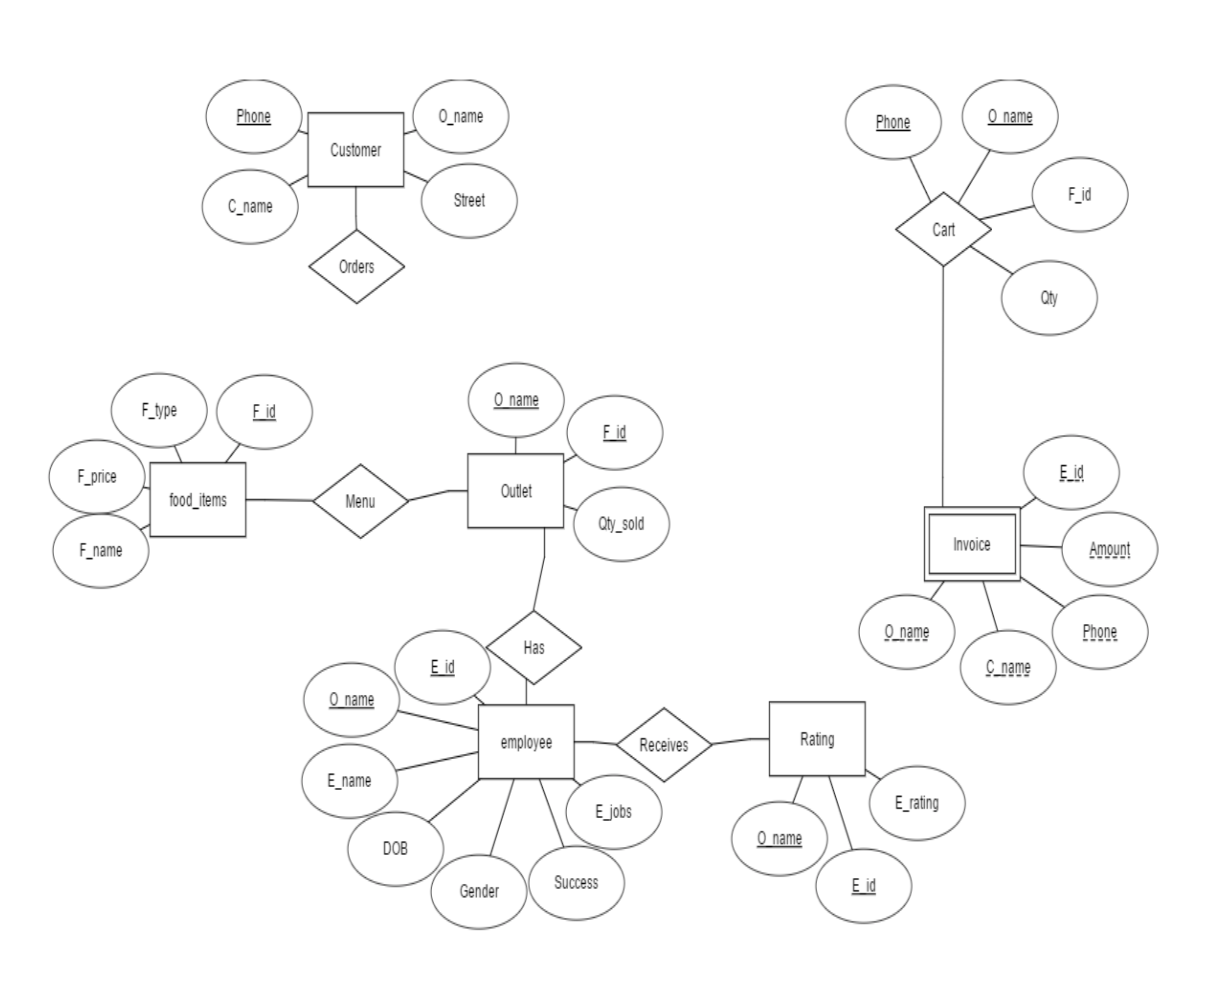 Phone
O_name
Customer
C_name
Street
Orders
Phone
O_name
F_id
Cart
Qty
F_type
F_id
F_price
food_items
F_name
Menu
O_name
F_id
Outlet
Qty_sold
Has
E_id
O_name
employee
E_name
DOB
Gender
Success
E_jobs
Receives
Rating
E_rating
O_name
E_id
E_id
Invoice
Amount
O_name
Phone
C_name